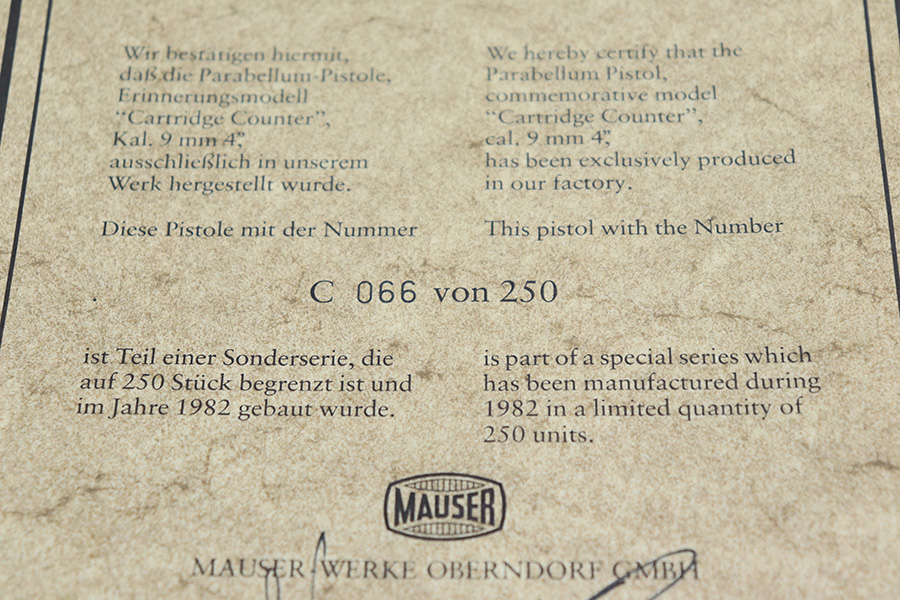 Wir bestätigen hiermit,
daß die Parabellum-Pistole,
Erinnerungsmodell
“Cartridge Counter”,
Kal. 9 mm 4”,
ausschließlich in unserem
Werk hergestellt wurde.
Diese Pistole mit der Nummer
We hereby certify that the
Parabellum Pistol,
commemorative model
“Cartridge Counter”,
cal. 9 mm 4”,
has been exclusively produced
in our factory.
This pistol with the Number
C 066 von 250
ist Teil einer Sonderserie, die
auf 250 Stück begrenzt ist und
im Jahre 1982 gebaut wurde.
is part of a special series which
has been manufactured during
1982 in a limited quantity of
250 units.
MAUSER
MAUSER-WERKE OBERNDORF GMBH